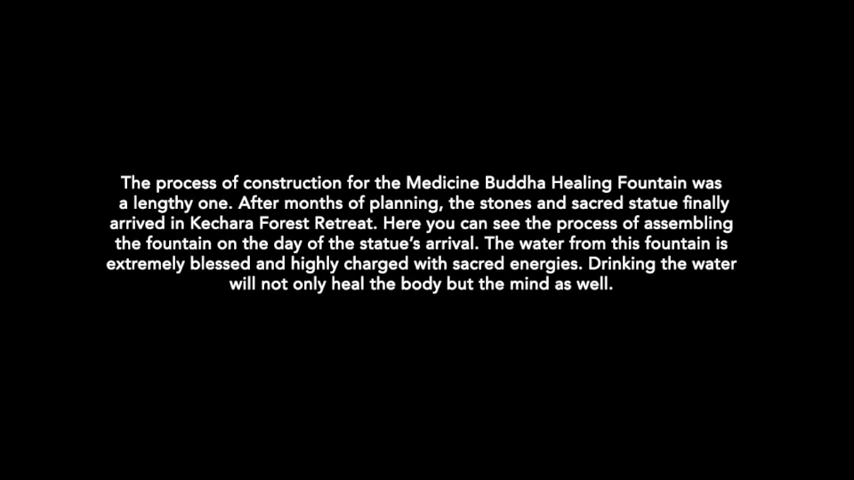 The process of construction for the Medicine Buddha Healing Fountain was
a lengthy one. After months of planning, the stones and sacred statue finally
arrived in Kechara Forest Retreat. Here you can see the process of assembling
the fountain on the day of the statue's arrival. The water from this fountain is
extremely blessed and highly charged with sacred energies. Drinking the water
will not only heal the body but the mind as well.